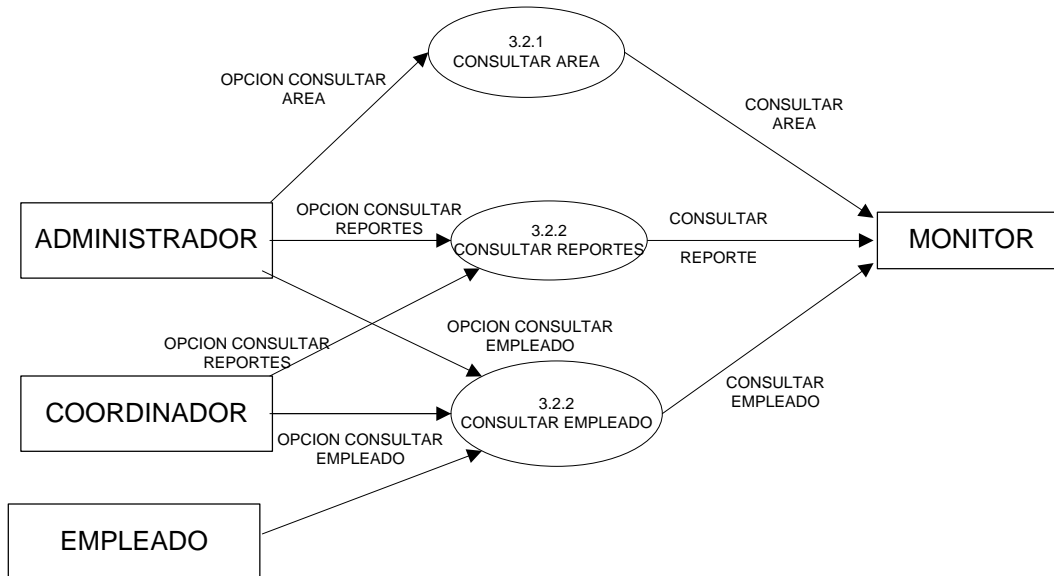 3.2.1
CONSULTAR AREA
OPCION CONSULTAR
AREA
CONSULTAR
AREA
ADMINISTRADOR
OPCION CONSULTAR
REPORTES
3.2.2
CONSULTAR REPORTES
CONSULTAR
REPORTE
MONITOR
OPCION CONSULTAR
REPORTES
OPCION CONSULTAR
EMPLEADO
COORDINADOR
3.2.2
CONSULTAR EMPLEADO
CONSULTAR
EMPLEADO
OPCION CONSULTAR
EMPLEADO
EMPLEADO